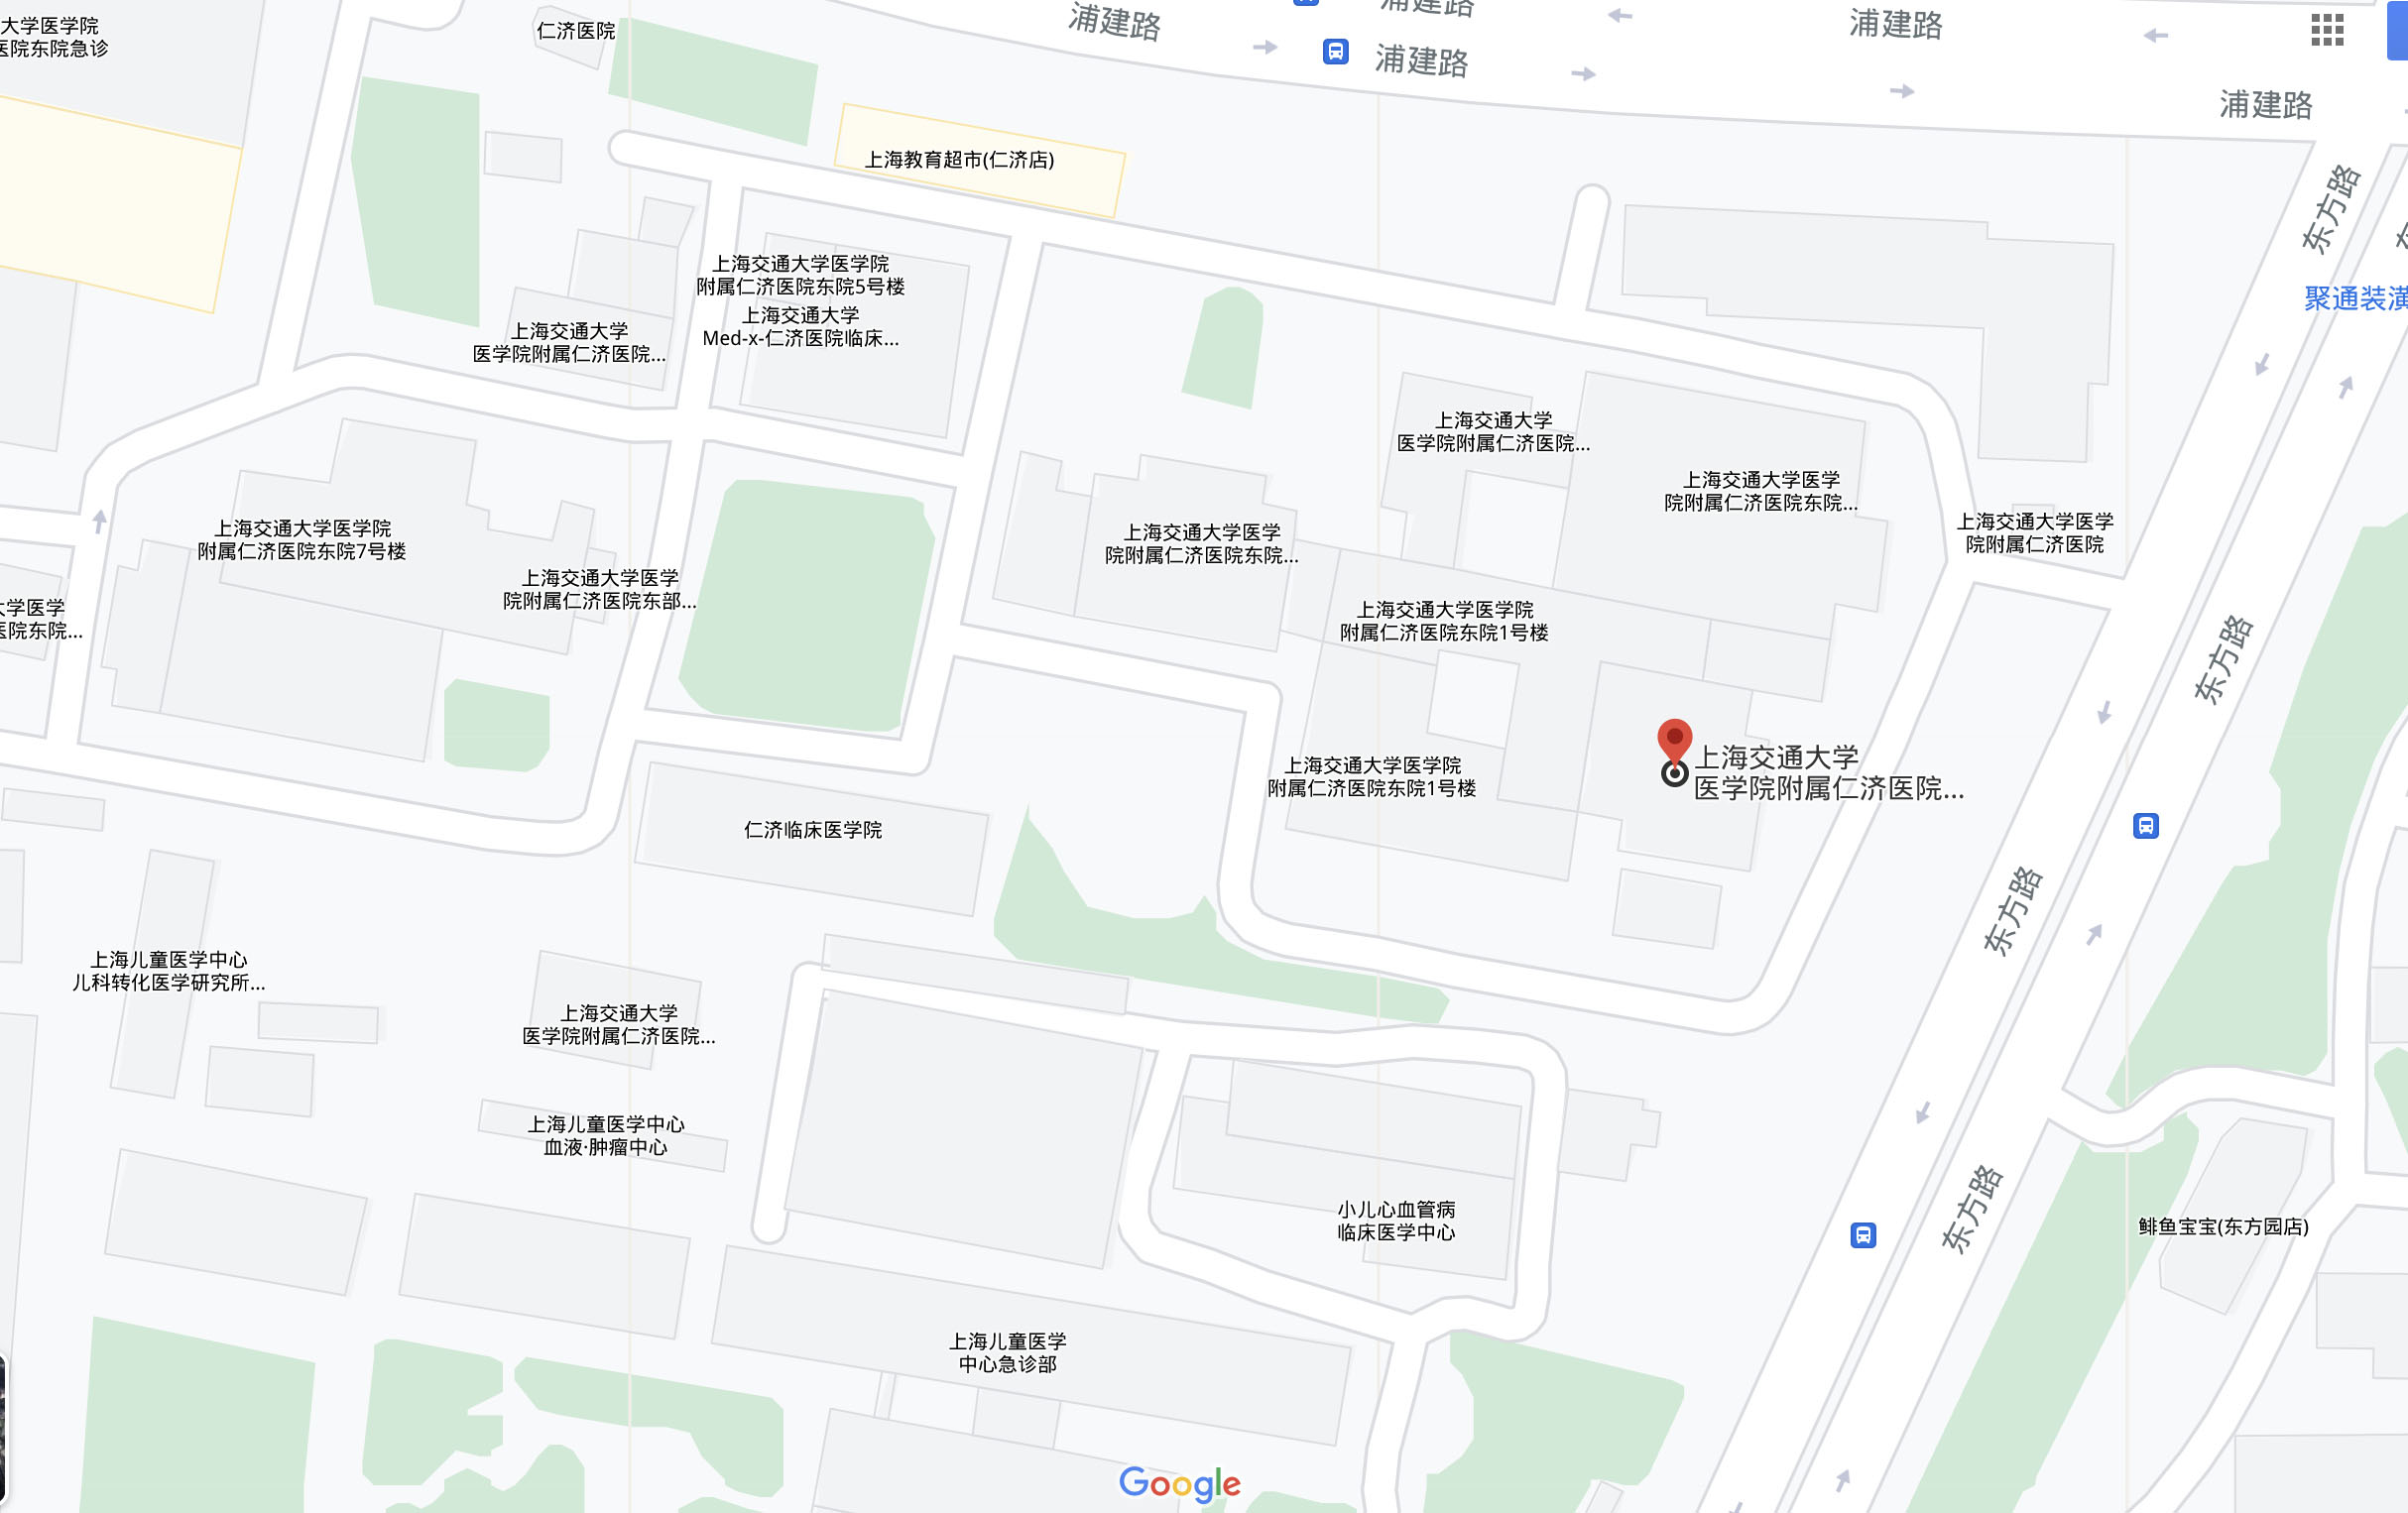 大学医学院
医院东院急诊
仁济医院
浦建路
浦建路
浦建路
浦建路
浦建路
上海教育超市(仁济店)
东方路
聚通装潢
上海交通大学医学院
附属仁济医院东院5号楼
上海交通大学
Med-x-仁济医院临床...
上海交通大学
医学院附属仁济医院...
上海交通大学
医学院附属仁济医院...
上海交通大学医学
院附属仁济医院东院...
上海交通大学医学院
附属仁济医院东院7号楼
上海交通大学医学
院附属仁济医院东院...
上海交通大学医学
院附属仁济医院
上海交通大学医学
院附属仁济医院东部...
大学医学
医院东院...
上海交通大学医学院
附属仁济医院东院1号楼
东方路
上海交通大学医学院
附属仁济医院东院1号楼
上海交通大学
医学院附属仁济医院...
仁济临床医学院
东方路
上海儿童医学中心
儿科转化医学研究所...
上海交通大学
医学院附属仁济医院...
上海儿童医学中心
血液·肿瘤中心
小儿心血管病
临床医学中心
东方路
鲱鱼宝宝(东方园店)
上海儿童医学
中心急诊部
Google